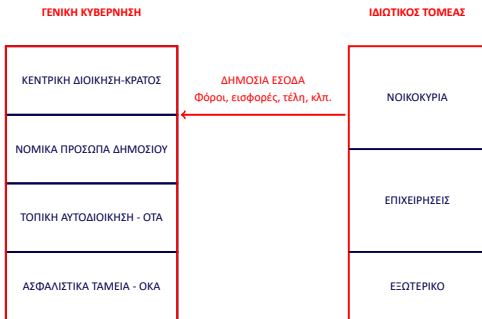 ΓΕΝΙΚΗ ΚΥΒΕΡΝΗΣΗ
ΙΔΙΩΤΙΚΟΣ ΤΟΜΕΑΣ
ΚΕΝΤΡΙΚΗ ΔΙΟΙΚΗΣΗ-ΚΡΑΤΟΣ
ΔΗΜΟΣΙΑ ΕΣΟΔΑ
Φόροι, εισφορές, τέλη, κλπ.
ΝΟΙΚΟΚΥΡΙΑ
ΝΟΜΙΚΑ ΠΡΟΣΩΠΑ ΔΗΜΟΣΙΟΥ
ΕΠΙΧΕΙΡΗΣΕΙΣ
ΤΟΠΙΚΗ ΑΥΤΟΔΙΟΙΚΗΣΗ - ΟΤΑ
ΑΣΦΑΛΙΣΤΙΚΑ ΤΑΜΕΙΑ - ΟΚΑ
ΕΞΩΤΕΡΙΚΟ